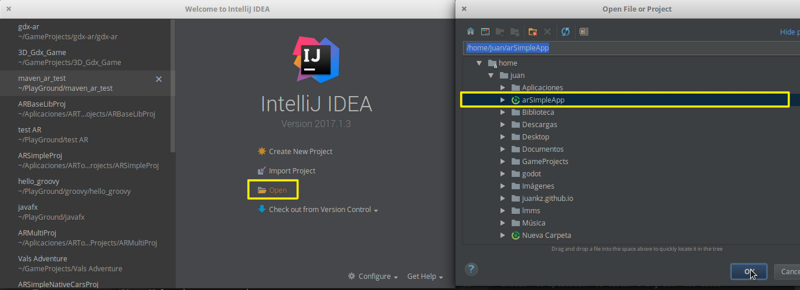 Welcome to IntelliJ IDEA
gdx-ar
~/GameProjects/gdx-ar/gdx-ar
3D_Gdx_Game
~/GameProjects/3D_Gdx_Game
maven_ar_test
~/PlayGround/maven_ar_test
ARBaseLibProj
~/Aplicaciones/ART...ojects/ARBaseLibProj
test AR
~/PlayGround/test AR
ARSimpleProj
~/Aplicaciones/ARTo...rojects/ARSimpleProj
hello_groovy
~/PlayGround/groovy/hello_groovy
javafx
~/PlayGround/javafx
ARMultiProj
~/Aplicaciones/ARTo...Projects/ARMultiProj
Vals Adventure
~/GameProjects/Vals Adventure
ARSimpleNativeCarsProj
IJ
IntelliJ IDEA
Version 2017.1.3
Create New Project
Import Project
Open
Check out from Version Control
Configure
Get Help
Open File or Project
Hide p
/home/juan/arSimpleApp
home
juan
Aplicaciones
arSimpleApp
Biblioteca
Descargas
Desktop
Documentos
GameProjects
godot
Imágenes
juankz.github.io
lmms
Música
Nueva Carpeta
Drag and drop a file into the space above to quickly locate it in the tree
?
OK
Cance